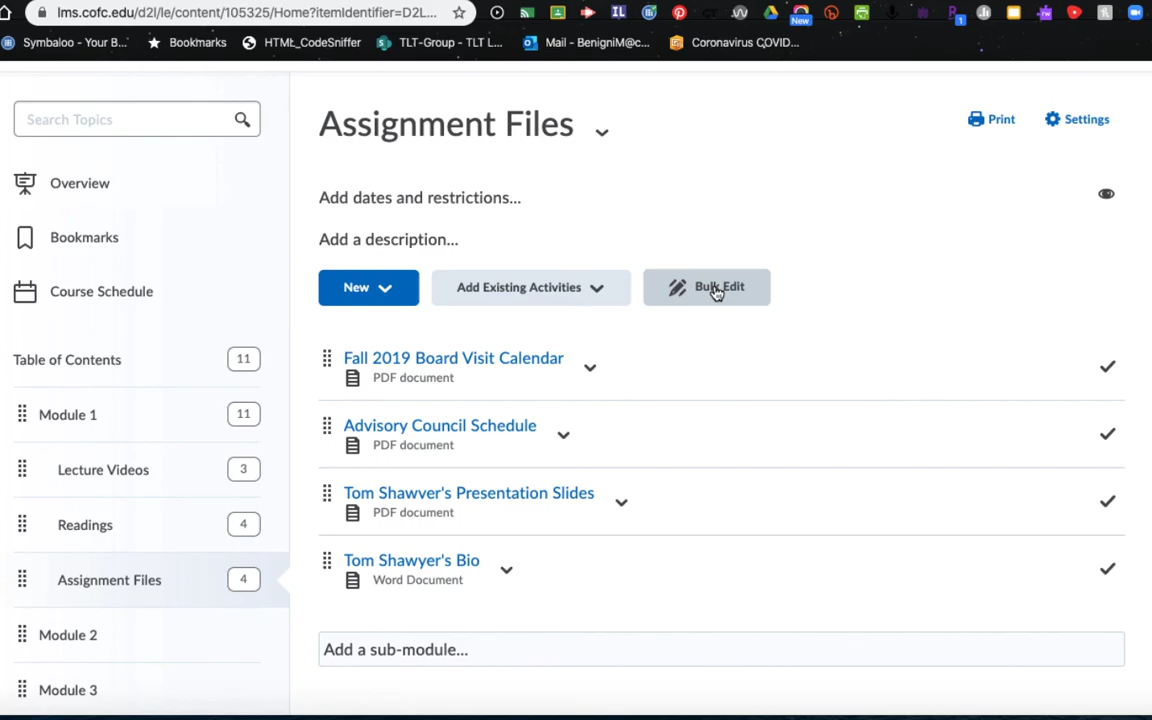 lms.cofc.edu/d2l/le/content/105325/Home?itemIdentifier=D2L...
New
1
Symbaloo - Your B...
Bookmarks
HTML_CodeSniffer
TLT-Group - TLT L...
Mail - BenigniM@c...
Coronavirus COVID...
Search Topics
Overview
Bookmarks
Course Schedule
Table of Contents 11
Module 1 11
Lecture Videos 3
Readings 4
Assignment Files 4
Module 2
Module 3
Assignment Files
Print
Settings
Add dates and restrictions...
Add a description...
New
Add Existing Activities
Bulk Edit
Fall 2019 Board Visit Calendar
PDF document
Advisory Council Schedule
PDF document
Tom Shawver's Presentation Slides
PDF document
Tom Shawyer's Bio
Word Document
Add a sub-module...